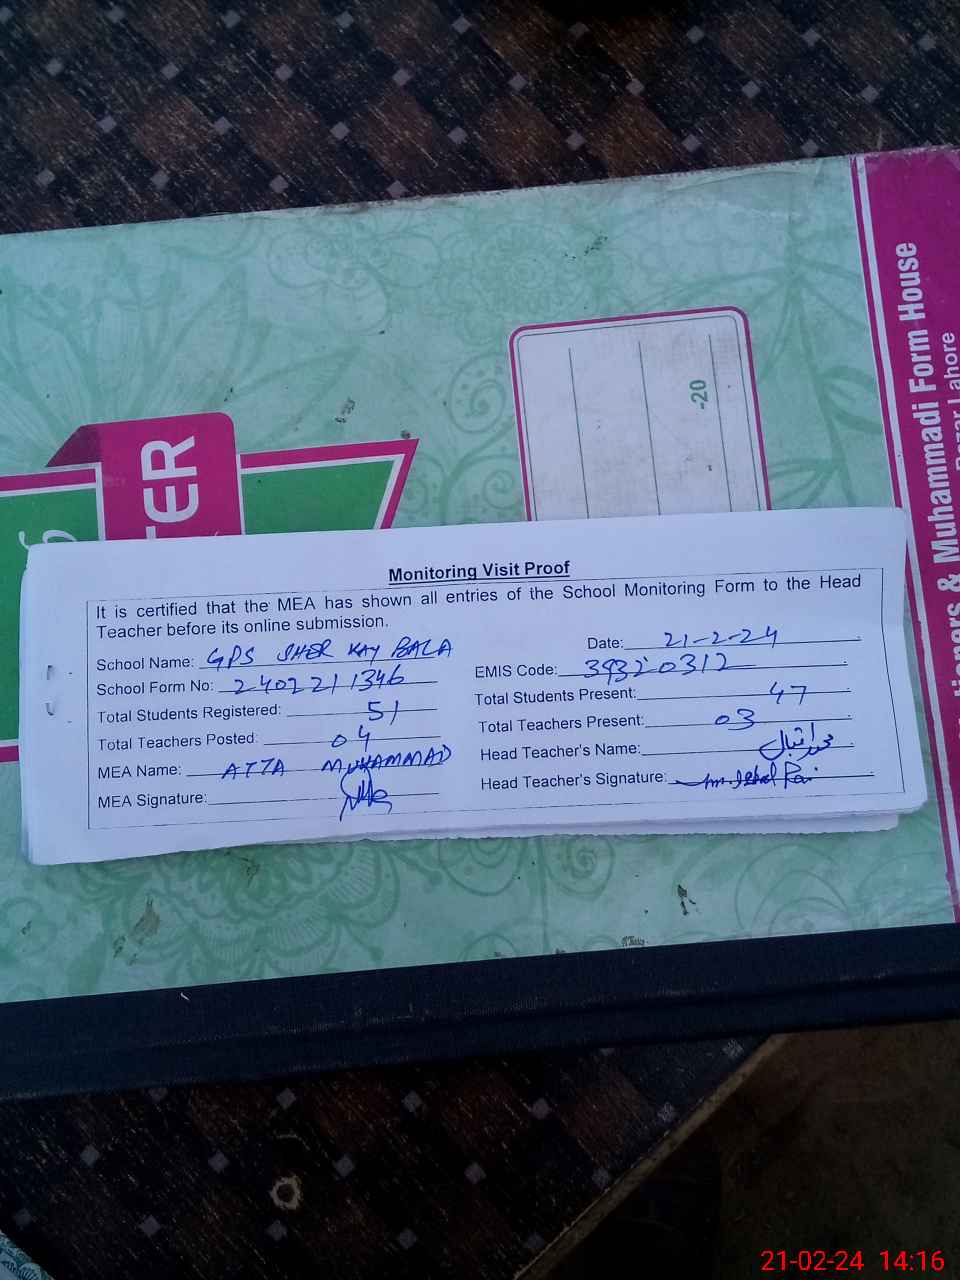 Muhammadi Form House
Bazar Lahore
-20
TER
Monitoring Visit Proof
It is certified that the MEA has shown all entries of the School Monitoring Form to the Head
Teacher before its online submission.
School Name: GPS SHER KAY BALA
Date: 21-2-24
School Form No: 2402211346
EMIS Code: 39320312
Total Students Registered: 51
Total Students Present: 47
Total Teachers Posted: 04
Total Teachers Present: 03
MEA Name: ATTA MUHAMMAD
Head Teacher's Name: محمد اقبال
MEA Signature:
Head Teacher's Signature:
21-02-24 14:16